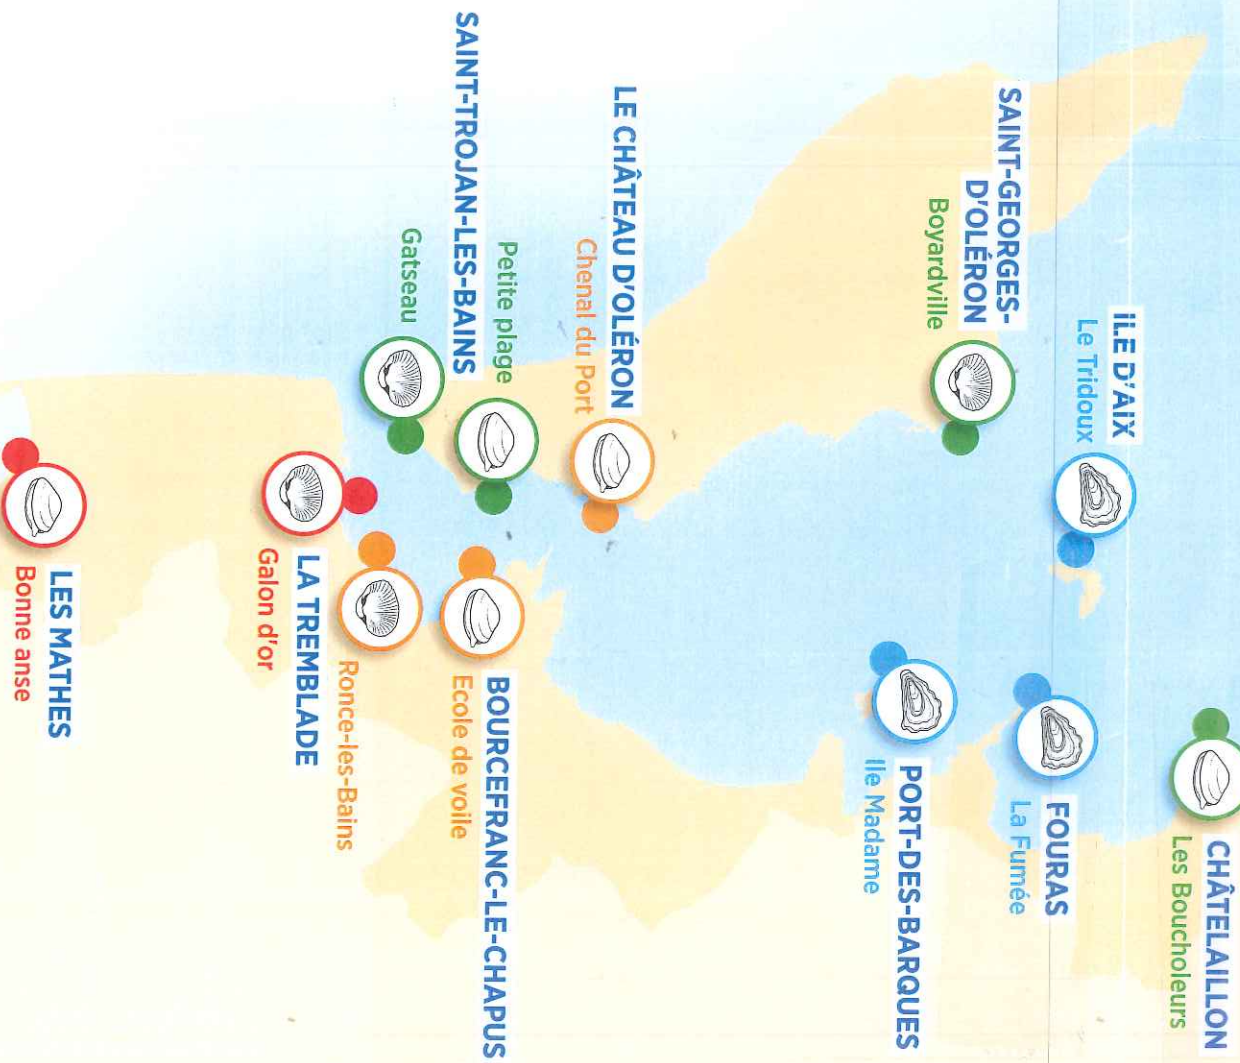 CHÂTELAILLON
Les Boucholeurs
ÎLE D'AIX
Le Tridoux
FOURAS
La Fumée
SAINT-GEORGES-
D'OLÉRON
Boyardville
PORT-DES-BARQUES
Ile Madame
LE CHÂTEAU D'OLÉRON
Chenal du Port
Petite plage
SAINT-TROJAN-LES-BAINS
Gatseau
BOURCEFRANC-LE-CHAPUS
Ecole de voile
Ronce-les-Bains
LA TREMBLADE
Galon d'or
LES MATHES
Bonne anse